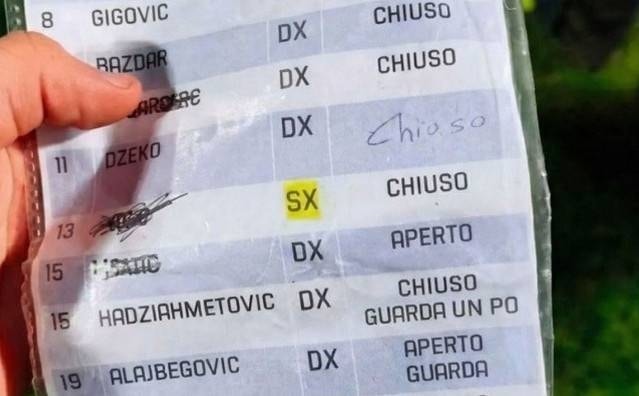 8 GIGOVIC
BAZDAR DX CHIUSO
DX CHIUSO
11 DZEKO DX Chiuso
13 SX CHIUSO
15 DX APERTO
15 HADZIAHMETOVIC DX CHIUSO
GUARDA UN PO
19 ALAJBEGOVIC DX APERTO
GUARDA